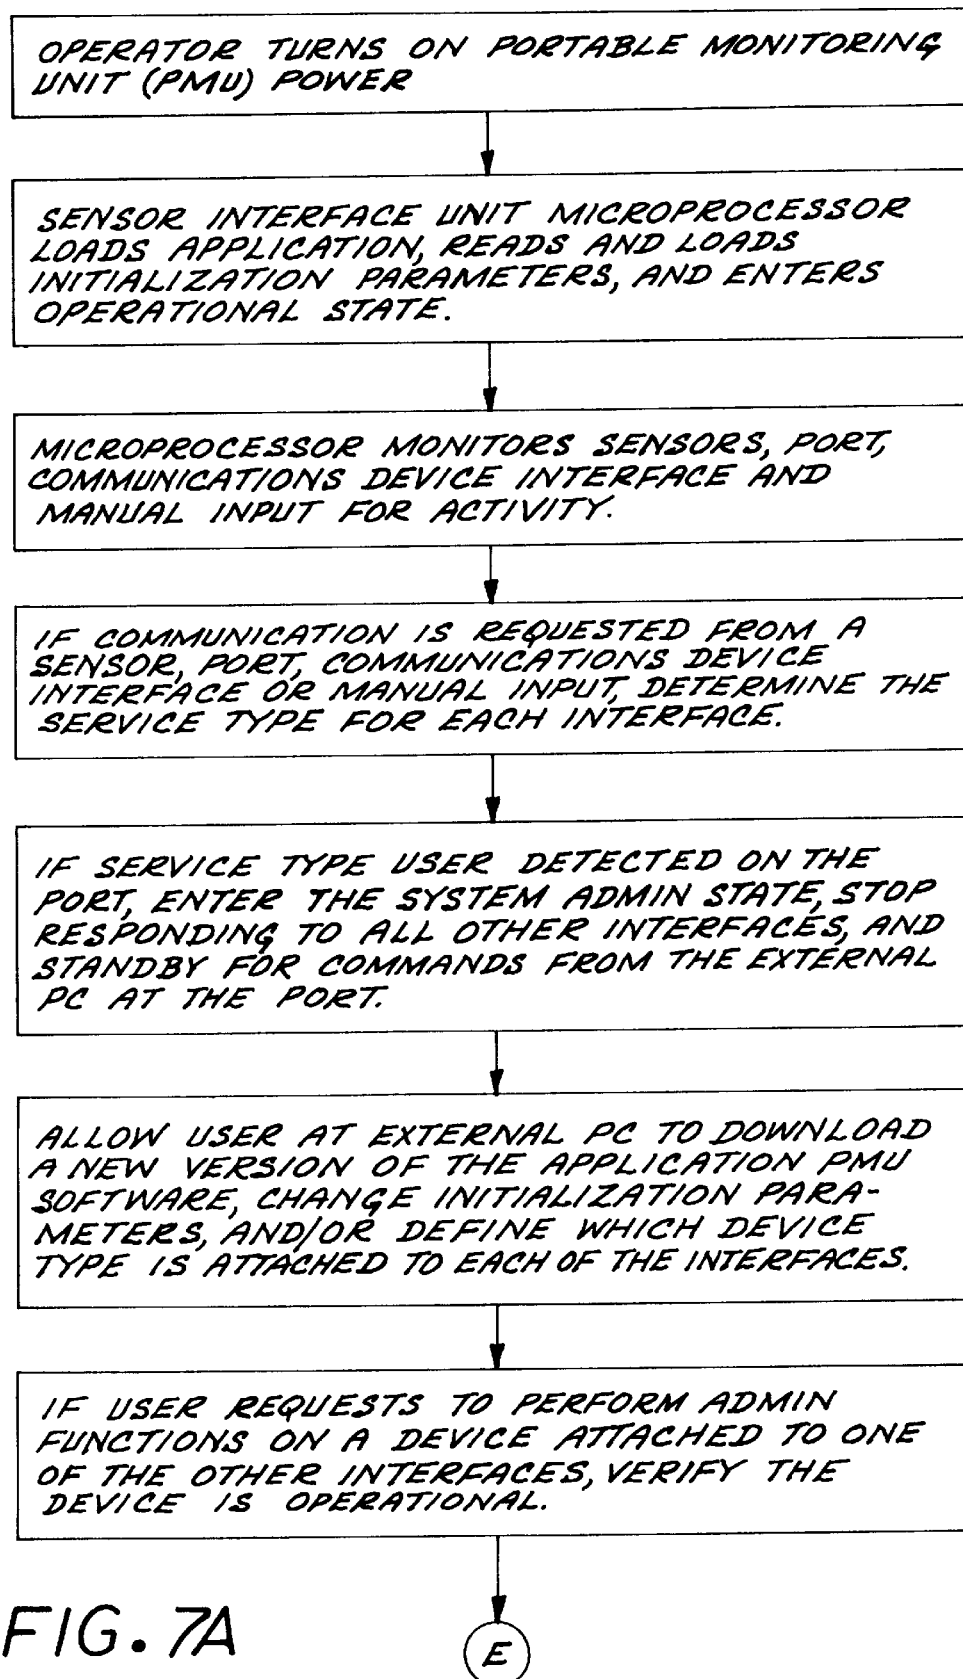 OPERATOR TURNS ON PORTABLE MONITORING
UNIT (PMU) POWER
SENSOR INTERFACE UNIT MICROPROCESSOR
LOADS APPLICATION, READS AND LOADS
INITIALIZATION PARAMETERS, AND ENTERS
OPERATIONAL STATE.
MICROPROCESSOR MONITORS SENSORS, PORT,
COMMUNICATIONS DEVICE INTERFACE AND
MANUAL INPUT FOR ACTIVITY.
IF COMMUNICATION IS REQUESTED FROM A
SENSOR, PORT, COMMUNICATIONS DEVICE
INTERFACE OR MANUAL INPUT, DETERMINE THE
SERVICE TYPE FOR EACH INTERFACE.
IF SERVICE TYPE USER DETECTED ON THE
PORT, ENTER THE SYSTEM ADMIN STATE, STOP
RESPONDING TO ALL OTHER INTERFACES, AND
STANDBY FOR COMMANDS FROM THE EXTERNAL
PC AT THE PORT.
ALLOW USER AT EXTERNAL PC TO DOWNLOAD
A NEW VERSION OF THE APPLICATION PMU
SOFTWARE, CHANGE INITIALIZATION PARA-
METERS, AND/OR DEFINE WHICH DEVICE
TYPE IS ATTACHED TO EACH OF THE INTERFACES.
IF USER REQUESTS TO PERFORM ADMIN
FUNCTIONS ON A DEVICE ATTACHED TO ONE
OF THE OTHER INTERFACES, VERIFY THE
DEVICE IS OPERATIONAL.
FIG. 7A
E